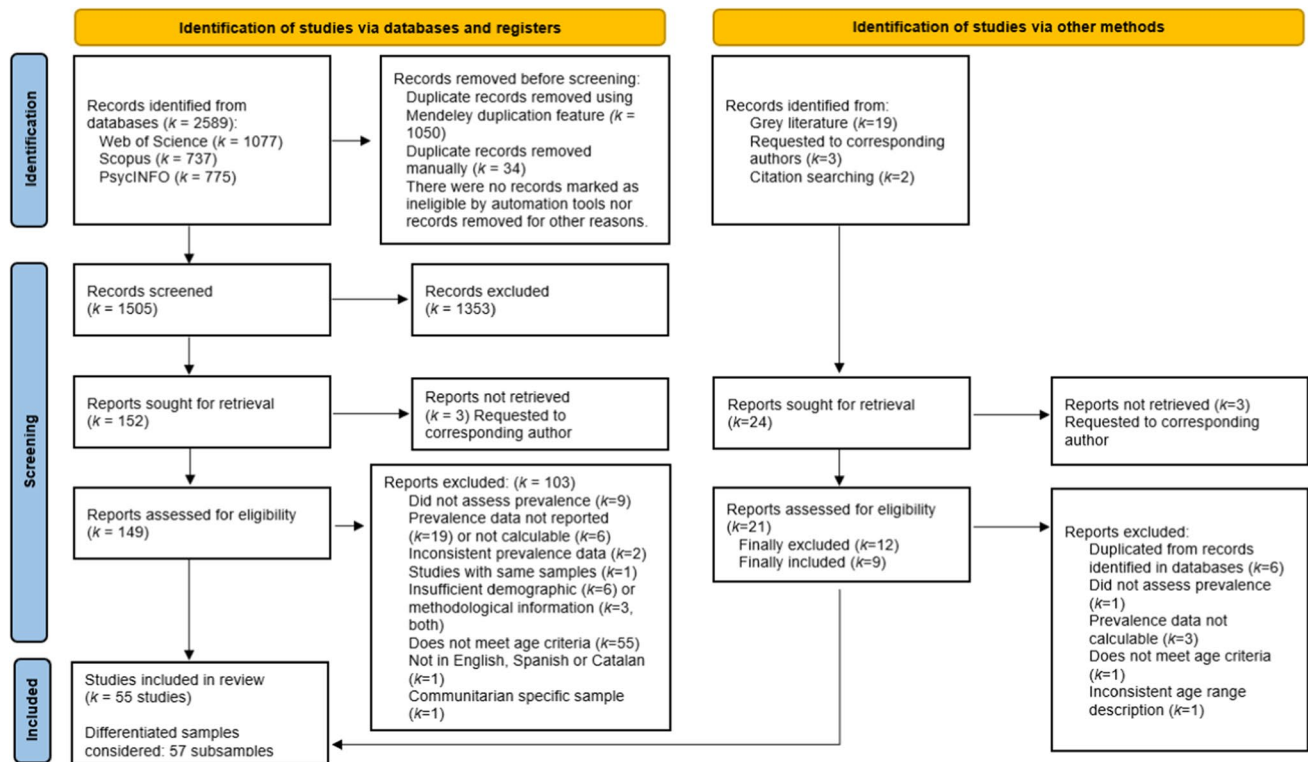 Identification of studies via databases and registers
Identification of studies via other methods
Identification
Records identified from
databases (k = 2589):
Web of Science (k = 1077)
Scopus (k = 737)
PsycINFO (k = 775)
Records removed before screening:
Duplicate records removed using
Mendeley duplication feature (k =
1050)
Duplicate records removed
manually (k = 34)
There were no records marked as
ineligible by automation tools nor
records removed for other reasons.
Records identified from:
Grey literature (k=19)
Requested to corresponding
authors (k=3)
Citation searching (k=2)
Screening
Records screened
(k = 1505)
Records excluded
(k = 1353)
Reports sought for retrieval
(k = 152)
Reports not retrieved
(k = 3) Requested to
corresponding author
Reports sought for retrieval
(k=24)
Reports not retrieved (k=3)
Requested to corresponding
author
Reports assessed for eligibility
(k = 149)
Reports excluded: (k = 103)
Did not assess prevalence (k=9)
Prevalence data not reported
(k=19) or not calculable (k=6)
Inconsistent prevalence data (k=2)
Studies with same samples (k=1)
Insufficient demographic (k=6) or
methodological information (k=3,
both)
Does not meet age criteria (k=55)
Not in English, Spanish or Catalan
(k=1)
Communitarian specific sample
(k=1)
Reports assessed for eligibility
(k=21)
Finally excluded (k=12)
Finally included (k=9)
Reports excluded:
Duplicated from records
identified in databases (k=6)
Did not assess prevalence
(k=1)
Prevalence data not
calculable (k=3)
Does not meet age criteria
(k=1)
Inconsistent age range
description (k=1)
Included
Studies included in review
(k = 55 studies)
Differentiated samples
considered: 57 subsamples